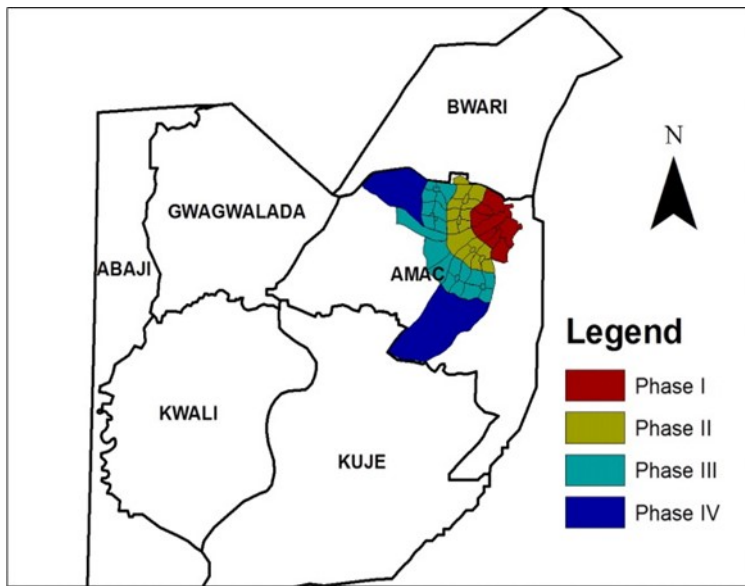 BWARI
N
GWAGWALADA
ABAJI
AMAC
Legend
Phase I
Phase II
KWALI
KUJE
Phase III
Phase IV